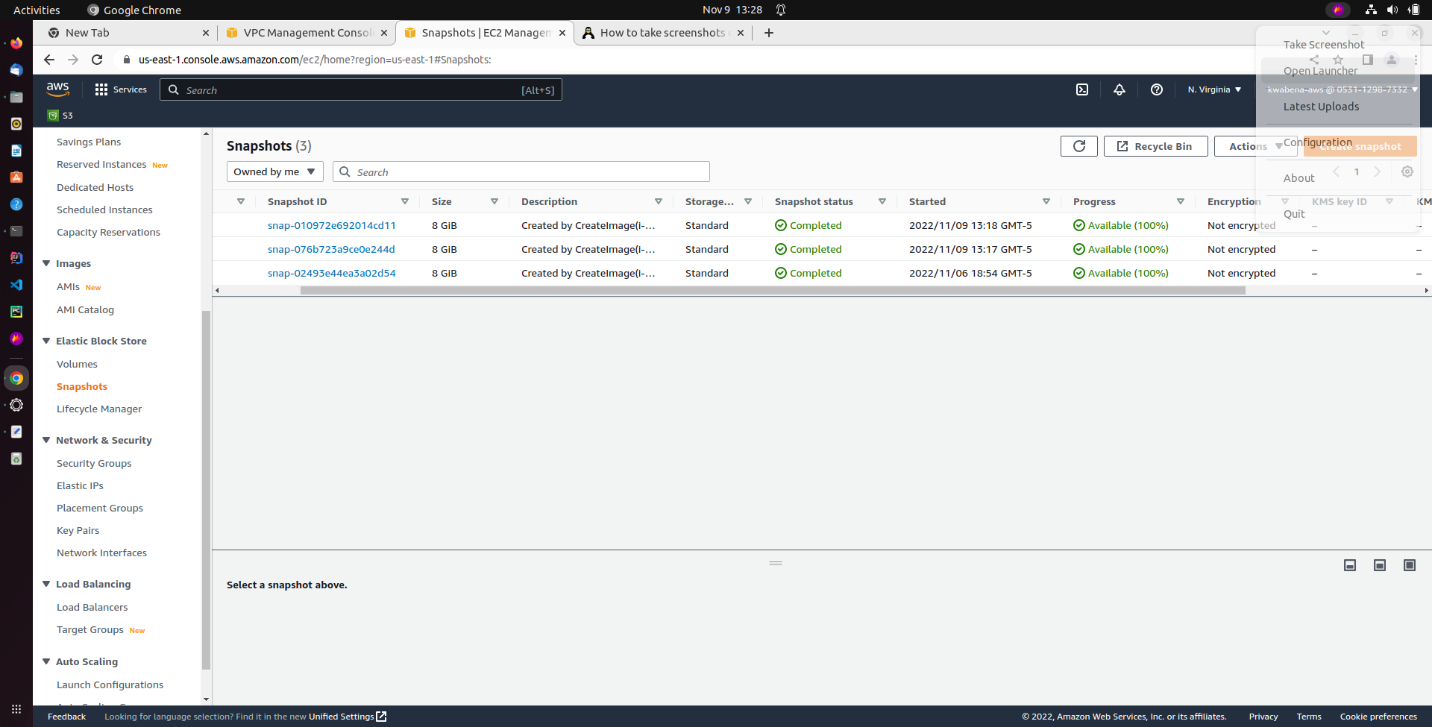 Activities Google Chrome Nov 9 13:28
New Tab VPC Management Consol Snapshots | EC2 Managem How to take screenshots
us-east-1.console.aws.amazon.com/ec2/home?region=us-east-1#Snapshots:
Take Screenshot
Open Launcher
Latest Uploads
Configuration
About
Quit
aws Services Search [Alt+S] N. Virginia kwabena-aws @ 0531-1298-7332
S3
Savings Plans
Reserved Instances New
Dedicated Hosts
Scheduled Instances
Capacity Reservations
Images
AMIs New
AMI Catalog
Elastic Block Store
Volumes
Snapshots
Lifecycle Manager
Network & Security
Security Groups
Elastic IPs
Placement Groups
Key Pairs
Network Interfaces
Load Balancing
Load Balancers
Target Groups New
Auto Scaling
Launch Configurations
Snapshots (3) Recycle Bin Actions Create snapshot
Owned by me Search 1
Snapshot ID Size Description Storage... Snapshot status Started Progress Encryption KMS key ID KM
snap-010972e692014cd11 8 GiB Created by CreateImage(i-... Standard Completed 2022/11/09 13:18 GMT-5 Available (100%) Not encrypted – –
snap-076b723a9ce0e244d 8 GiB Created by CreateImage(i-... Standard Completed 2022/11/09 13:17 GMT-5 Available (100%) Not encrypted – –
snap-02493e44ea3a02d54 8 GiB Created by CreateImage(i-... Standard Completed 2022/11/06 18:54 GMT-5 Available (100%) Not encrypted – –
Select a snapshot above.
Feedback Looking for language selection? Find it in the new Unified Settings © 2022, Amazon Web Services, Inc. or its affiliates. Privacy Terms Cookie preferences